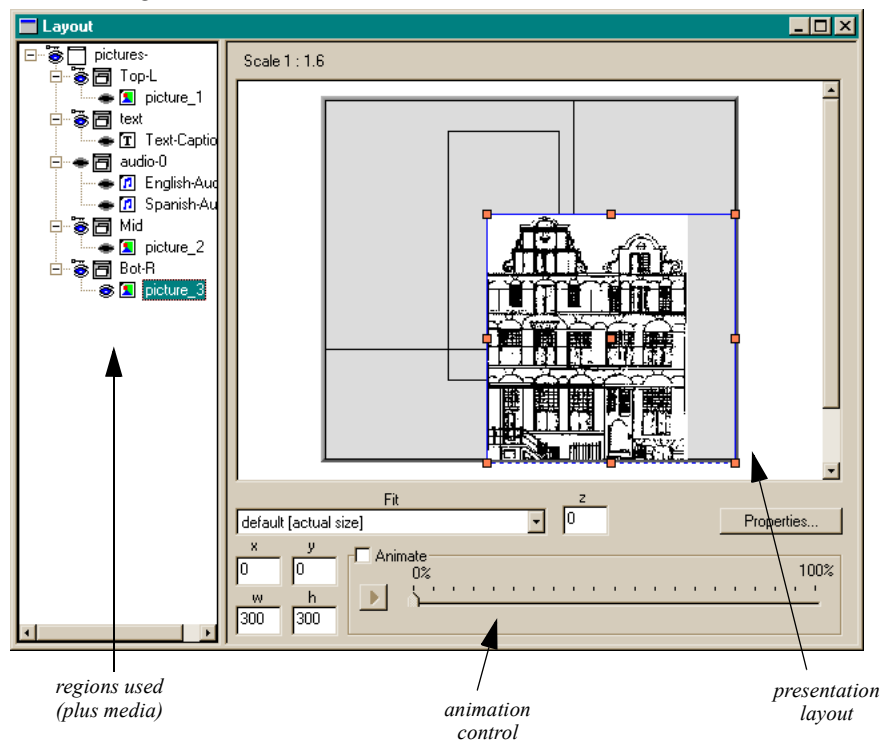 Layout
pictures-
Top-L
picture_1
text
Text-Captio
audio-0
English-Aud
Spanish-Au
Mid
picture_2
Bot-R
picture_3
Scale 1 : 1.6
Fit
z
default [actual size]
0
Properties...
x
y
Animate
0
0
0%
100%
w
h
300
300
regions used
(plus media)
animation
control
presentation
layout